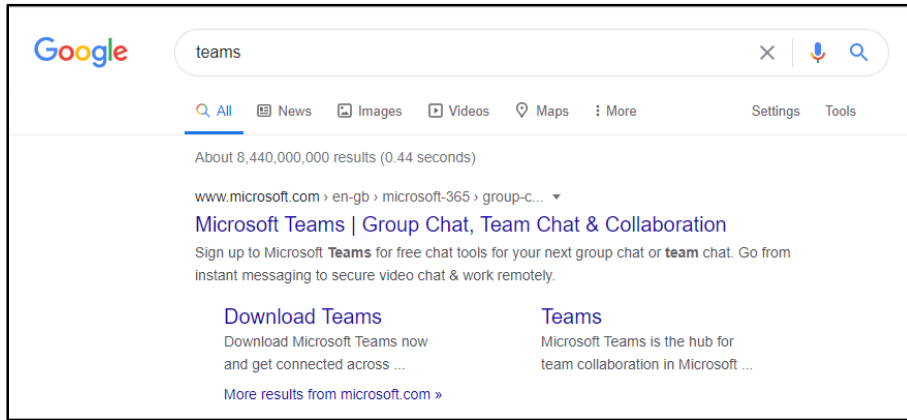 Google
teams
All News Images Videos Maps More Settings Tools
About 8,440,000,000 results (0.44 seconds)
www.microsoft.com › en-gb › microsoft-365 › group-c...
Microsoft Teams | Group Chat, Team Chat & Collaboration
Sign up to Microsoft Teams for free chat tools for your next group chat or team chat. Go from
instant messaging to secure video chat & work remotely.
Download Teams
Download Microsoft Teams now
and get connected across ...
Teams
Microsoft Teams is the hub for
team collaboration in Microsoft ...
More results from microsoft.com »